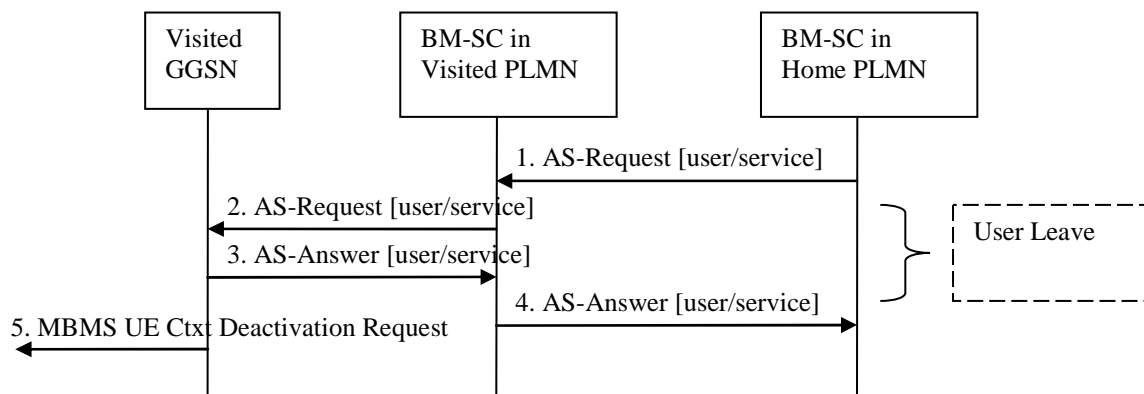 Visited
GGSN
BM-SC in
Visited PLMN
BM-SC in
Home PLMN
1. AS-Request [user/service]
2. AS-Request [user/service]
User Leave
3. AS-Answer [user/service]
4. AS-Answer [user/service]
5. MBMS UE Ctxt Deactivation Request